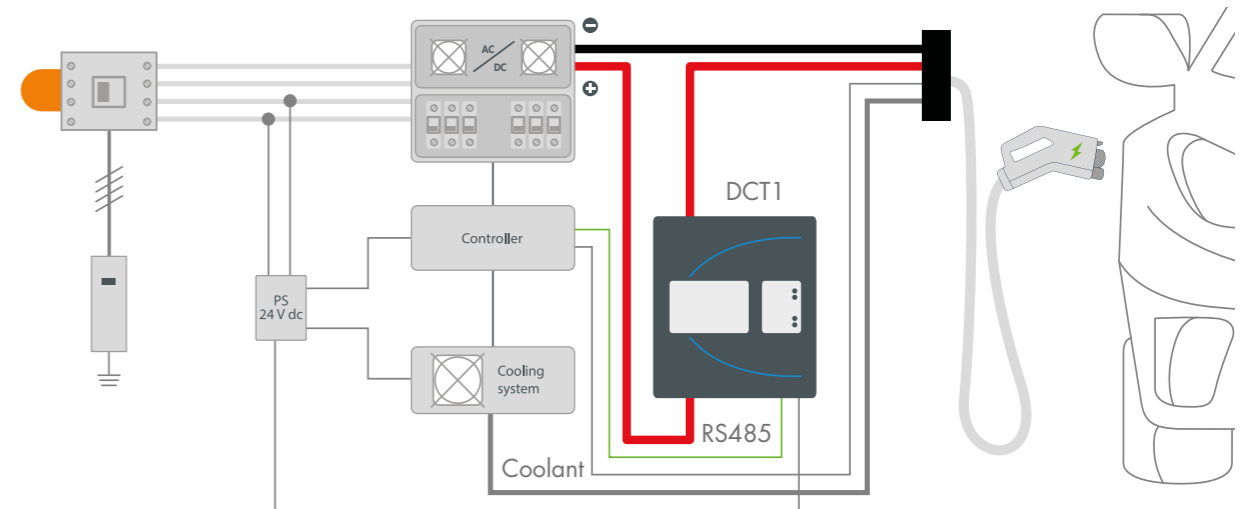 AC
DC
DCT1
Controller
PS
24 V dc
Cooling
system
RS485
Coolant